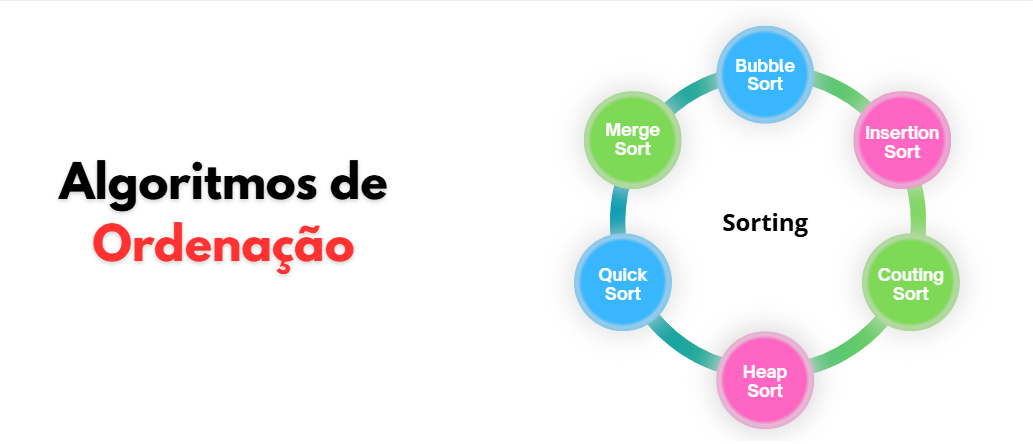 Algoritmos de
Ordenação
Bubble
Sort
Insertion
Sort
Couting
Sort
Heap
Sort
Quick
Sort
Merge
Sort
Sorting